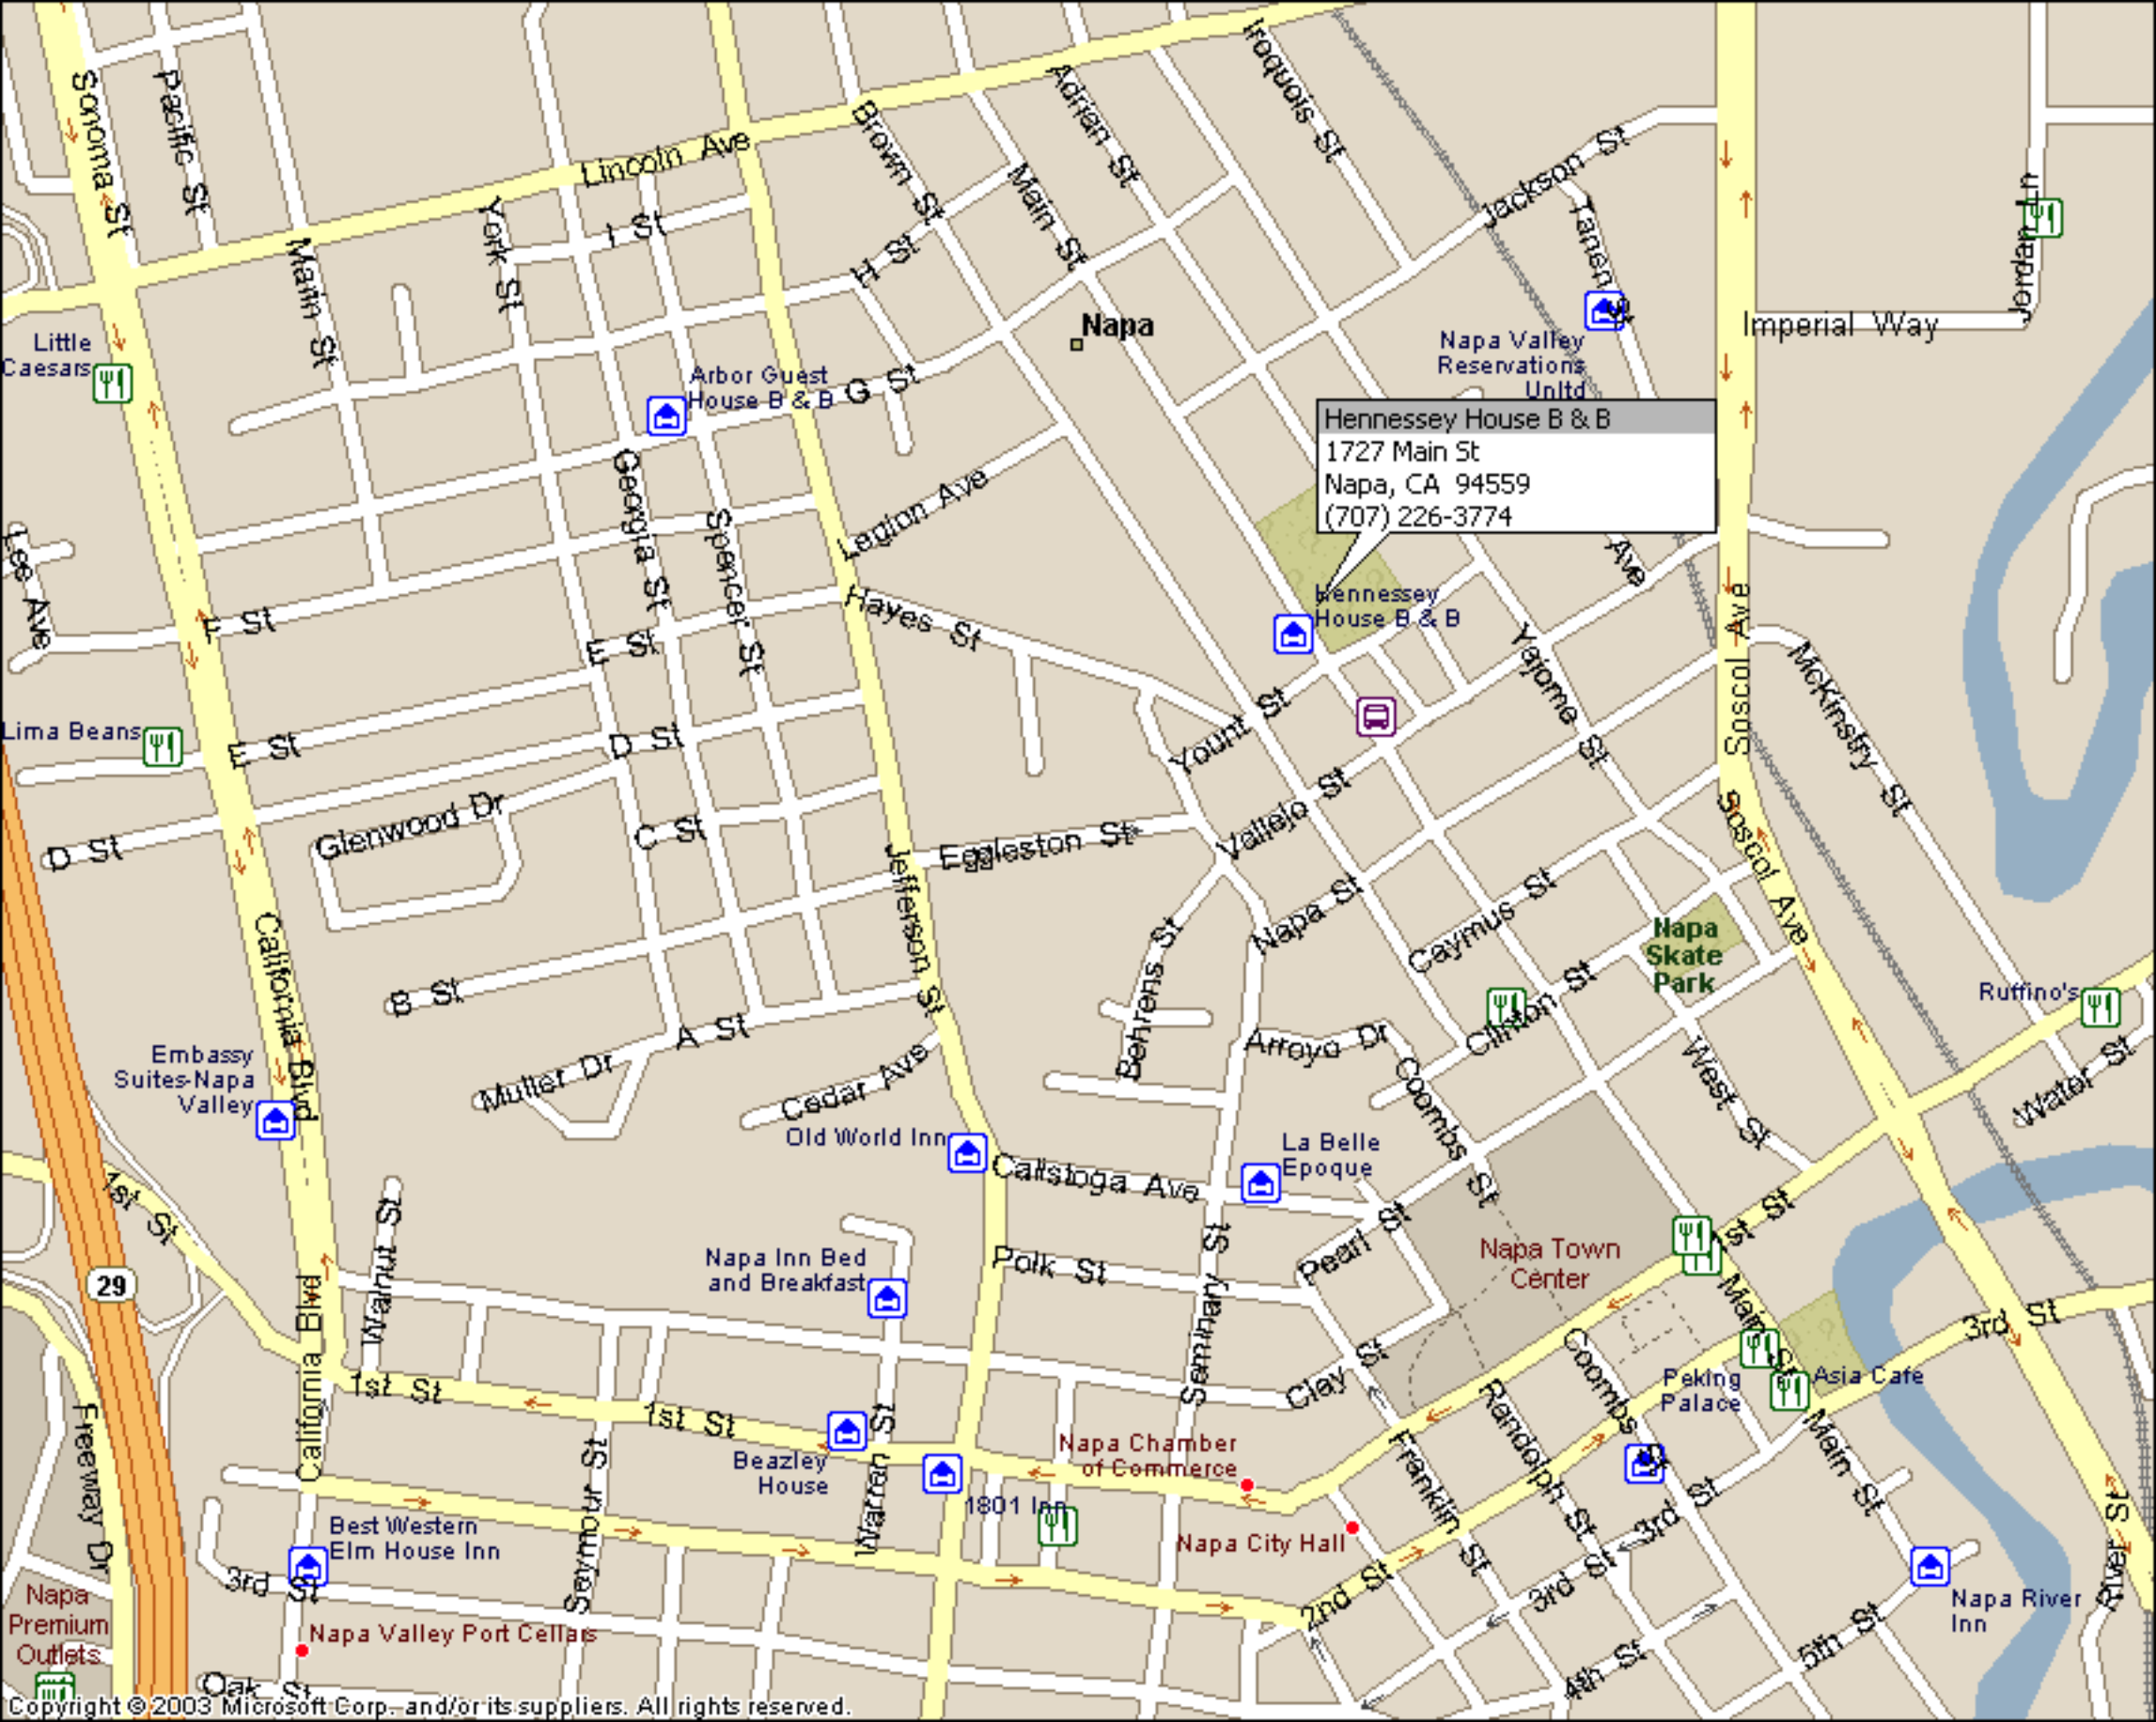 Sonoma St
Pacific St
Marin St
York St
Lincoln Ave
I St
Brown St
H St
Main St
Adrian St
Iroquois St
Jackson St
Tanen St
Jordan Ln
Imperial Way
Napa
Little
Caesars
Arbor Guest
House B & B
G St
Napa Valley
Reservations
Unltd
Hennessey House B & B
1727 Main St
Napa, CA 94559
(707) 226-3774
Hennessey
House B & B
Legion Ave
Georgia St
Spencer St
Lee Ave
F St
E St
Hayes St
Ave
Yajome St
Soscol Ave
McKinstry St
Lima Beans
E St
D St
Yount St
Vallejo St
D St
Glenwood Dr
C St
Eggleston St
Jefferson St
Napa St
Caymus St
Soscol Ave
Napa
Skate
Park
California Blvd
B St
A St
Behrens St
Clinton St
Ruffino's
Embassy
Suites-Napa
Valley
Muller Dr
Cedar Ave
Arroyo Dr
Coombs St
West St
Water St
Old World Inn
La Belle
Epoque
Calistoga Ave
1st St
Walnut St
29
Napa Inn Bed
and Breakfast
Polk St
Seminary St
Pearl St
Napa Town
Center
1st St
Main St
3rd St
California Blvd
1st St
1st St
Clay St
Coombs St
Randolph St
Franklin St
Peking
Palace
Asia Cafe
Freeway Dr
Beazley
House
Warren St
1801 Inn
Napa Chamber
of Commerce
Napa City Hall
Seymour St
Best Western
Elm House Inn
3rd St
2nd St
3rd St
3rd St
Main St
4th St
5th St
Napa River
Inn
River St
Napa
Premium
Outlets
Napa Valley Port Cellars
Oak St
Copyright © 2003 Microsoft Corp. and/or its suppliers. All rights reserved.